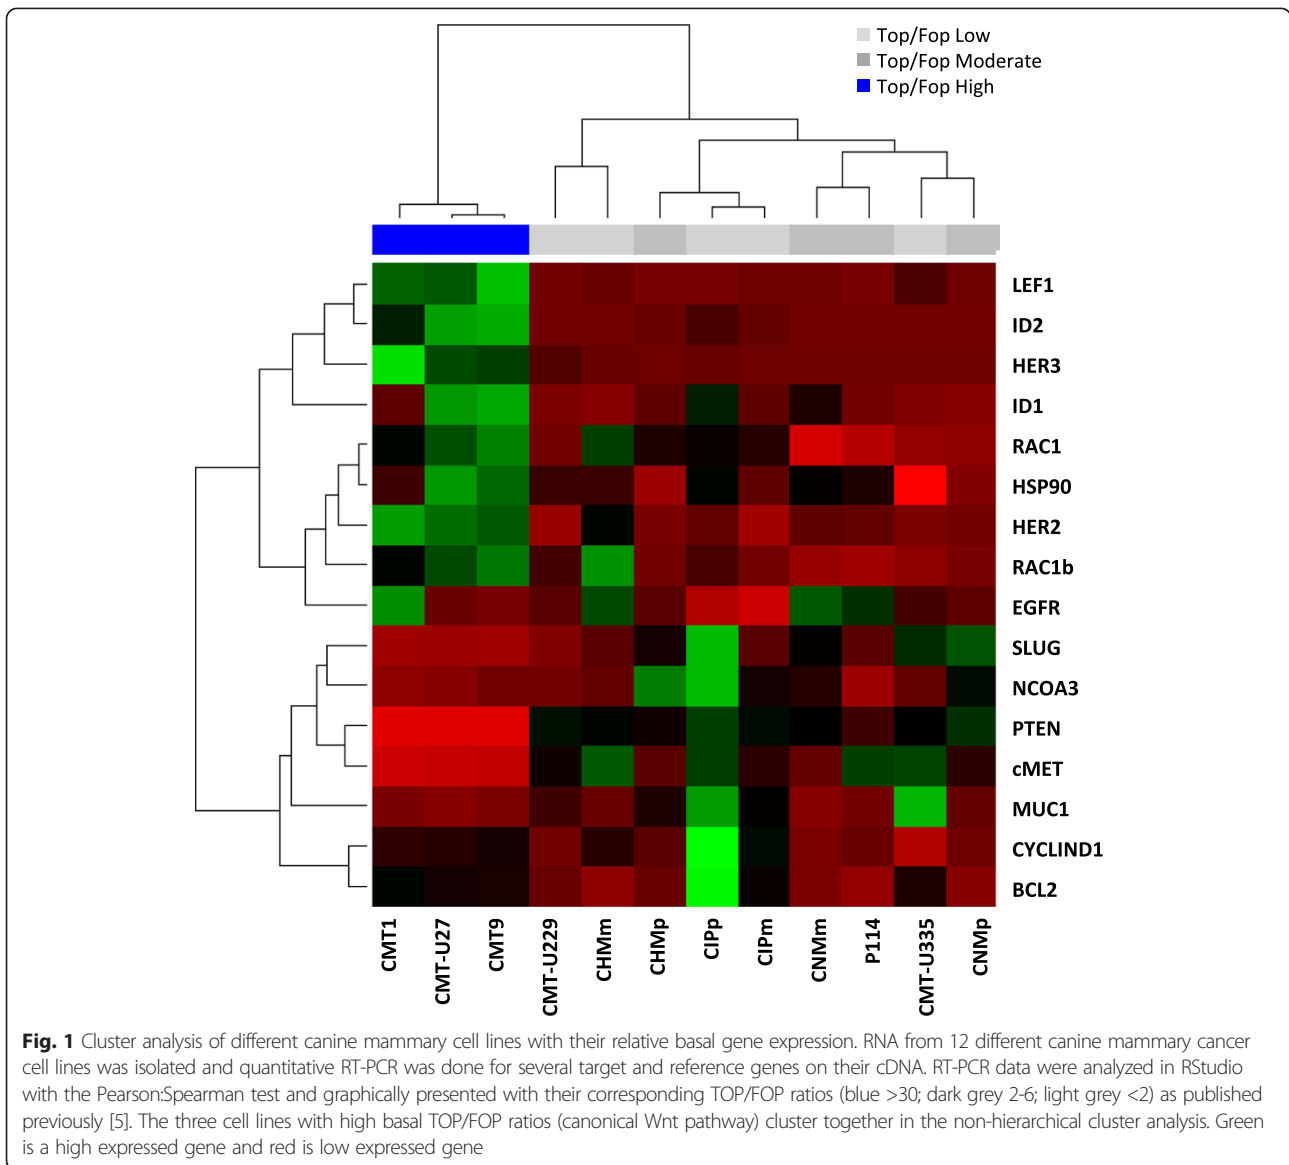 Top/Fop Low
Top/Fop Moderate
Top/Fop High
LEF1
ID2
HER3
ID1
RAC1
HSP90
HER2
RAC1b
EGFR
SLUG
NCOA3
PTEN
cMET
MUC1
CYCLIND1
BCL2
CMT1
CMT-U27
CMT9
CMT-U229
CHMm
CHMp
CIPp
CIPm
CNMm
P114
CMT-U335
CNMp
Fig. 1 Cluster analysis of different canine mammary cell lines with their relative basal gene expression. RNA from 12 different canine mammary cancer
cell lines was isolated and quantitative RT-PCR was done for several target and reference genes on their cDNA. RT-PCR data were analyzed in RStudio
with the Pearson:Spearman test and graphically presented with their corresponding TOP/FOP ratios (blue >30; dark grey 2-6; light grey <2) as published
previously [5]. The three cell lines with high basal TOP/FOP ratios (canonical Wnt pathway) cluster together in the non-hierarchical cluster analysis. Green
is a high expressed gene and red is low expressed gene